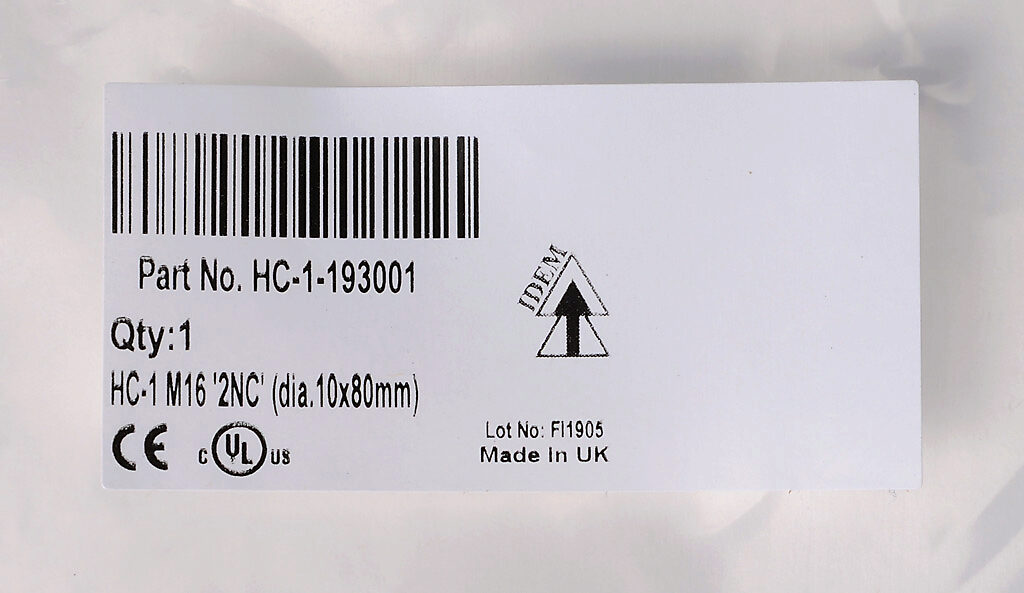 Part No. HC-1-193001
Qty:1
HC-1 M16 '2NC' (dia.10x80mm)
CE
C UL US
IDEM
Lot No: FI1905
Made In UK